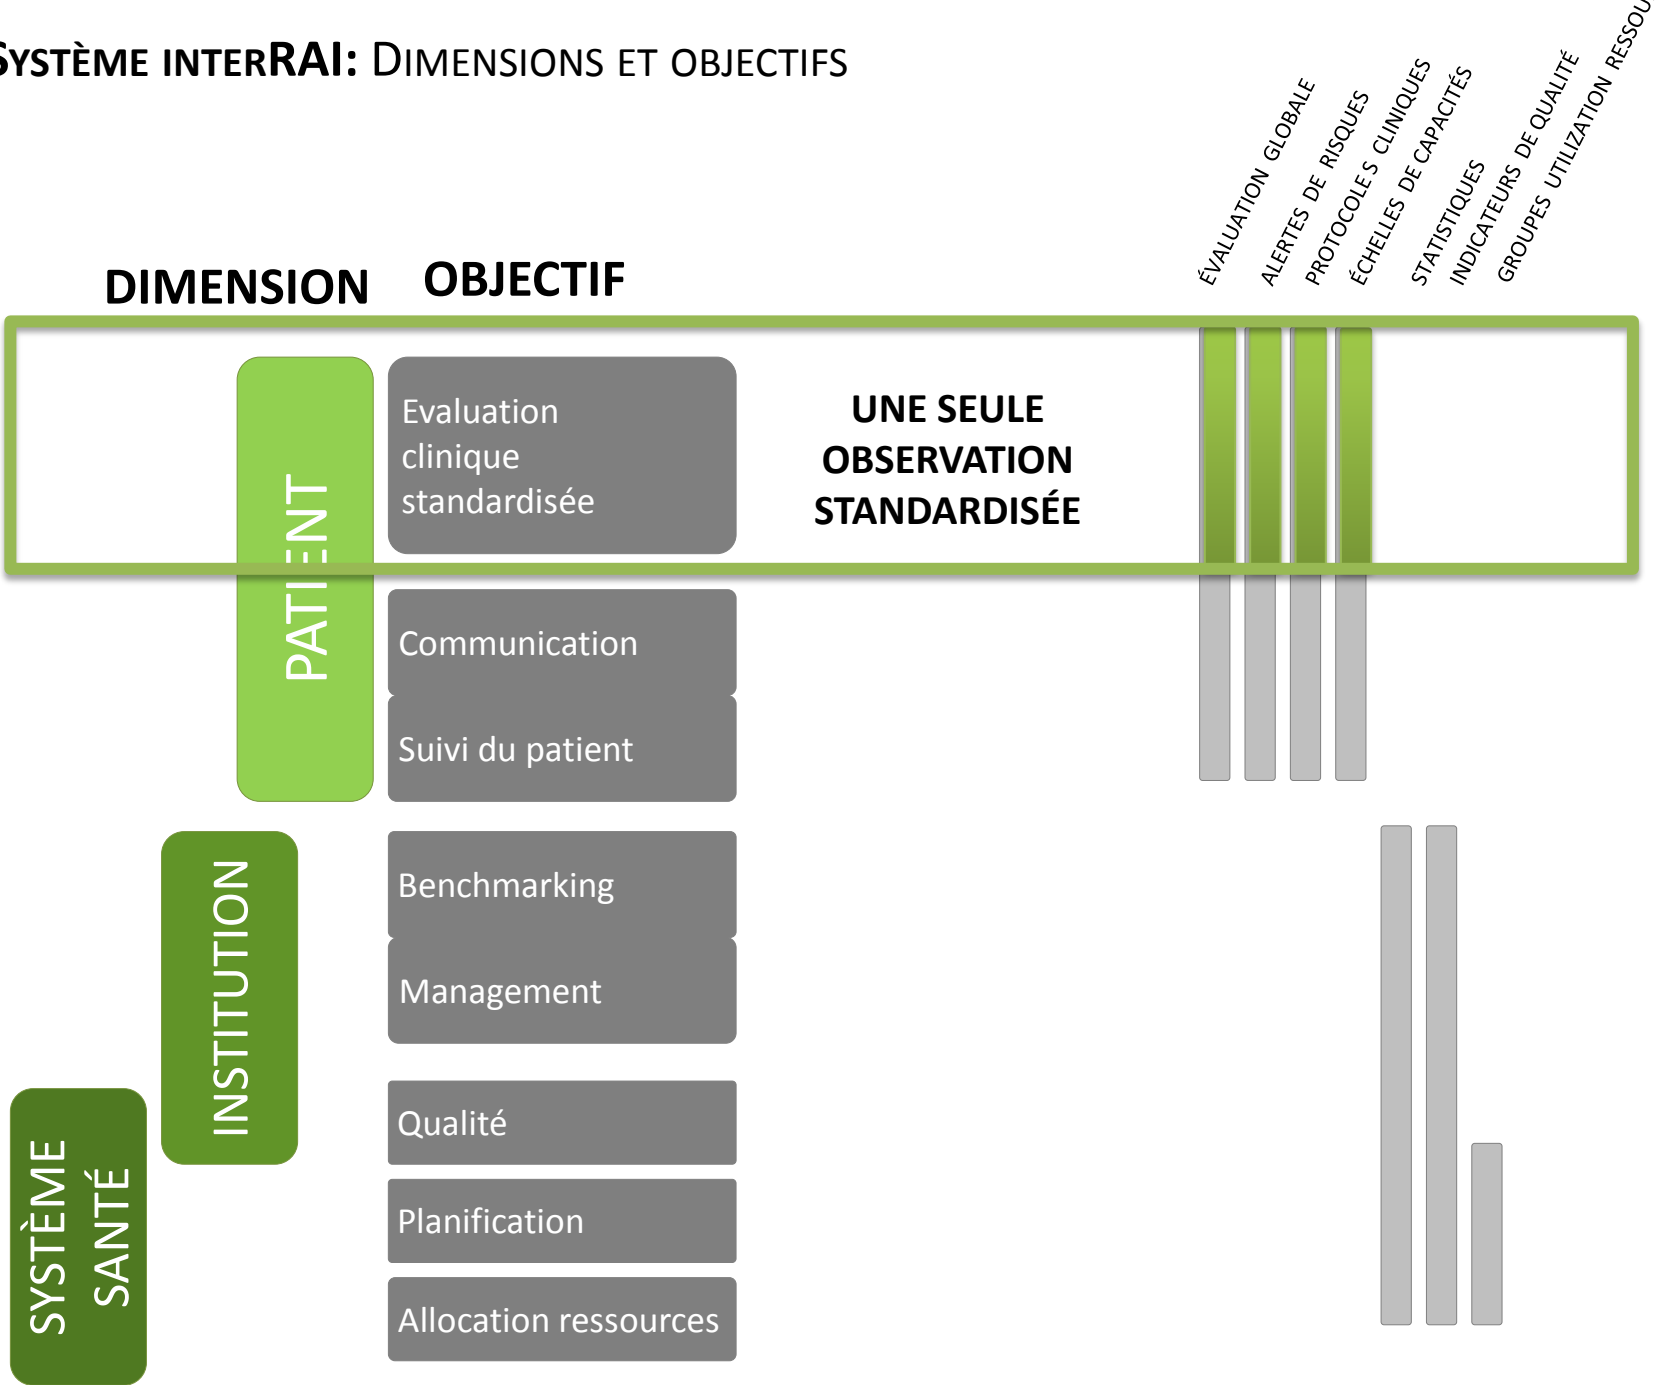 SYSTÈME INTERRAI: DIMENSIONS ET OBJECTIFS
ÉVALUATION GLOBALE
ALERTES DE RISQUES
PROTOCOLE S CLINIQUES
ÉCHELLES DE CAPACITÉS
STATISTIQUES
INDICATEURS DE QUALITÉ
GROUPES UTILIZATION RESSOU
DIMENSION
OBJECTIF
PATIENT
Evaluation
clinique
standardisée
UNE SEULE
OBSERVATION
STANDARDISÉE
Communication
Suivi du patient
INSTITUTION
Benchmarking
Management
Qualité
SYSTÈME
SANTÉ
Planification
Allocation ressources